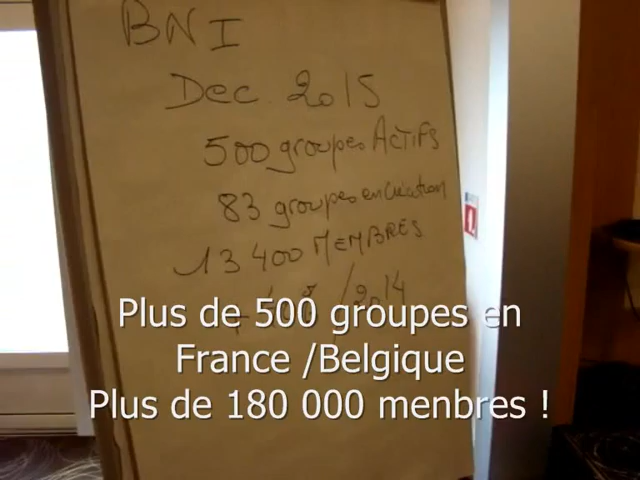 BNI
Dec. 2015
500 groupes ACTIFS
83 groupes en création
13 400 MEMBRES
/2014
Plus de 500 groupes en
France /Belgique
Plus de 180 000 menbres !